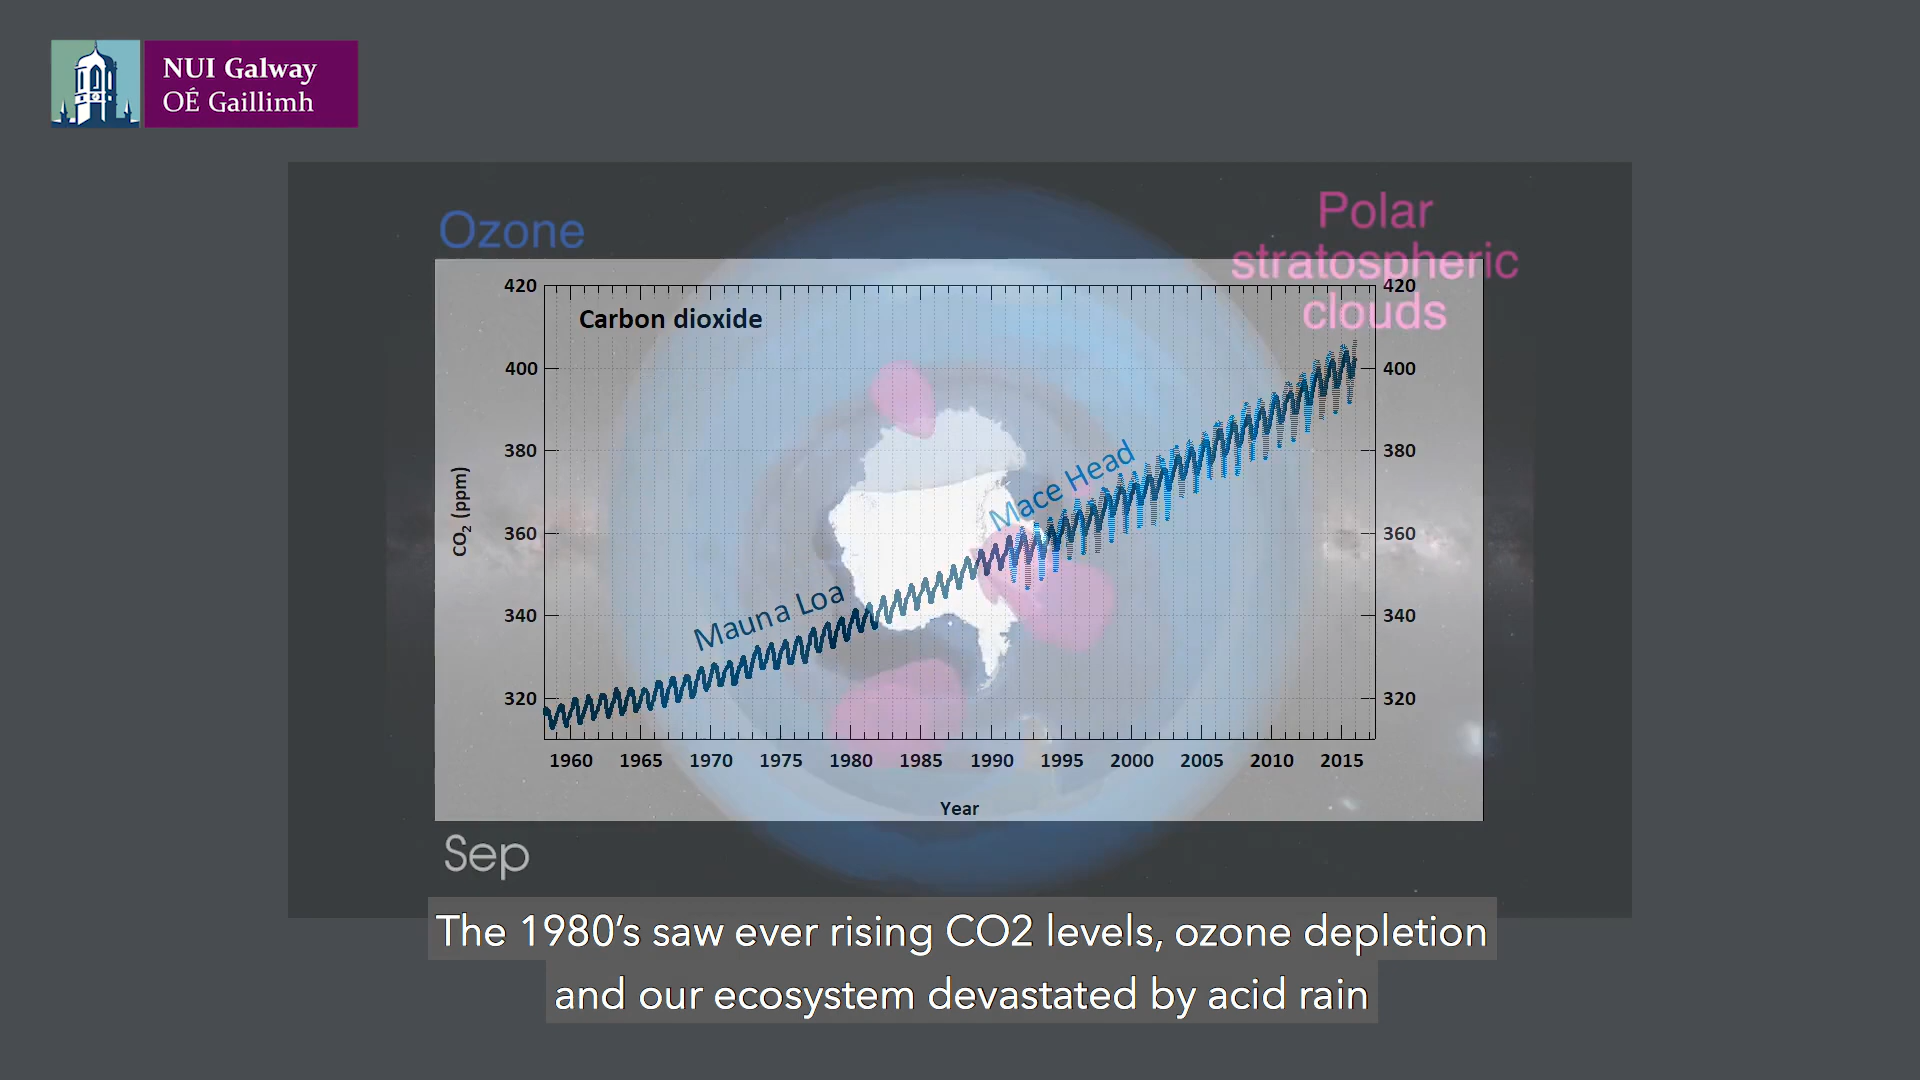 NUI Galway
OÉ Gaillimh
Ozone
Polar
stratospheric
clouds
Carbon dioxide
420
400
380
360
340
320
CO2 (ppm)
420
400
380
360
340
320
Mauna Loa
Mace Head
1960 1965 1970 1975 1980 1985 1990 1995 2000 2005 2010 2015
Year
Sep
The 1980’s saw ever rising CO2 levels, ozone depletion
and our ecosystem devastated by acid rain